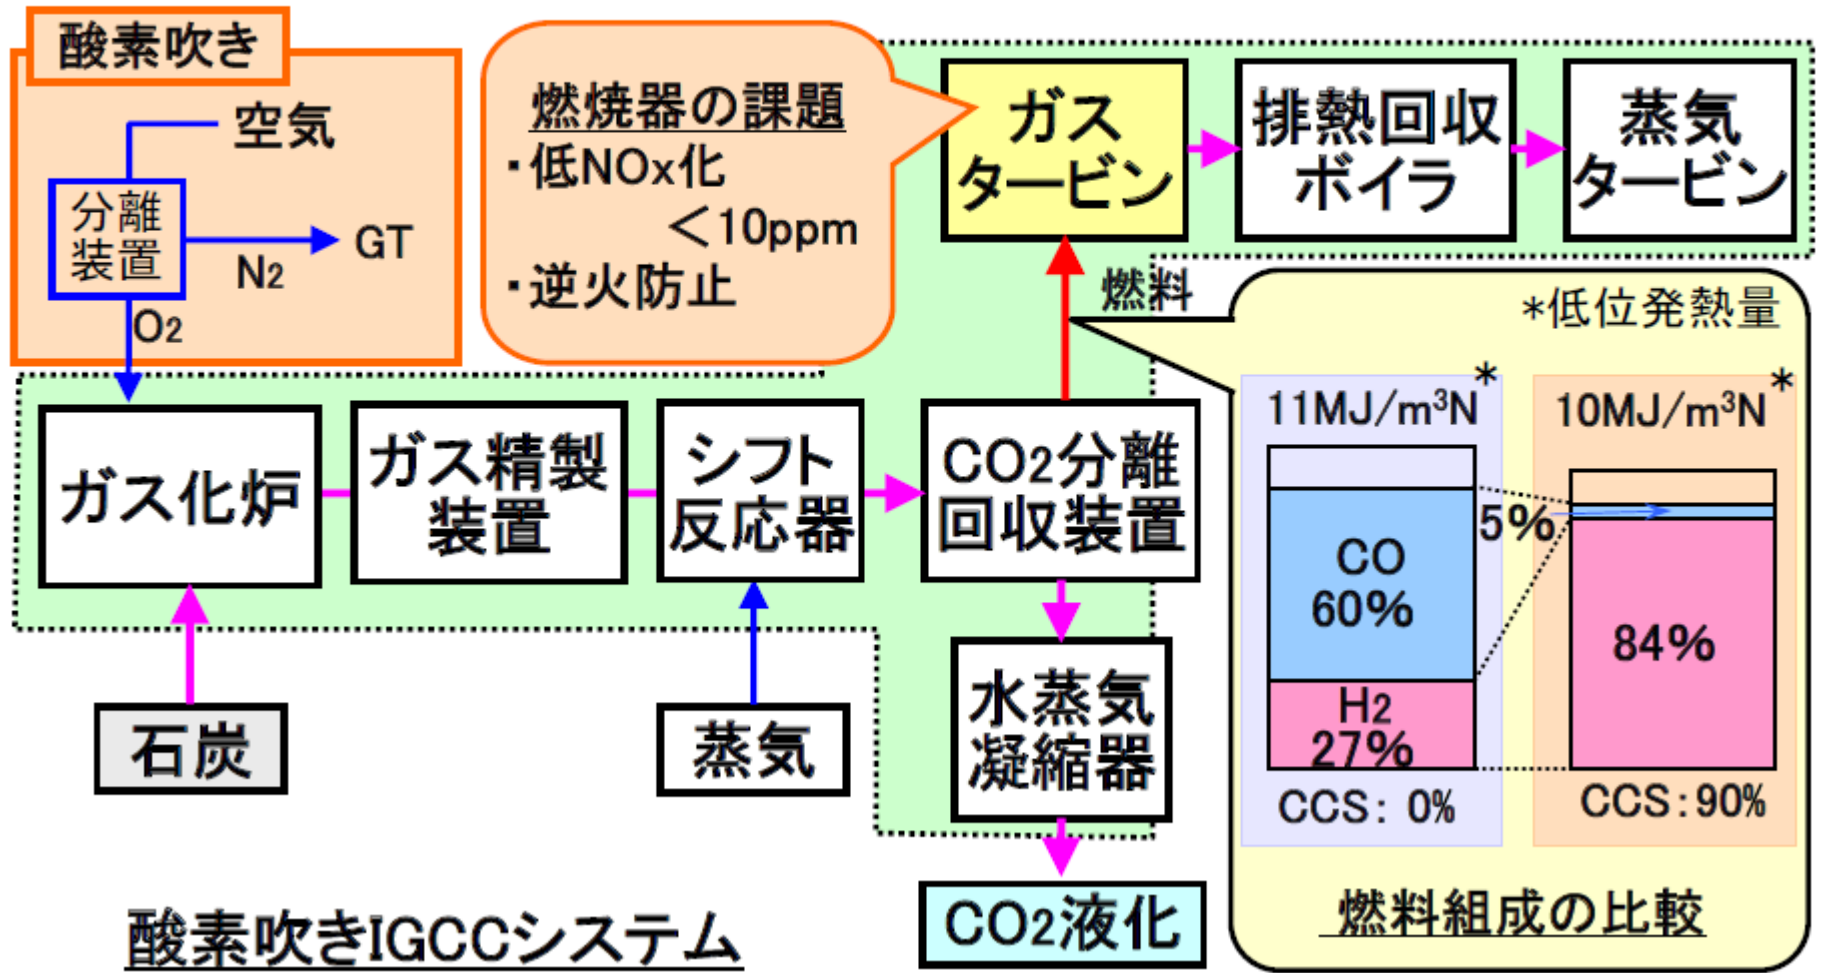 酸素吹き
空気
分離
装置
N2
GT
O2
燃焼器の課題
・低NOx化
＜10ppm
・逆火防止
ガス
タービン
排熱回収
ボイラ
蒸気
タービン
燃料
ガス化炉
ガス精製
装置
シフト
反応器
CO2分離
回収装置
石炭
蒸気
水蒸気
凝縮器
CO2液化
*低位発熱量
11MJ/m³N*
10MJ/m³N*
5%
CO
60%
H2
27%
84%
CCS: 0%
CCS:90%
燃料組成の比較
酸素吹きIGCCシステム